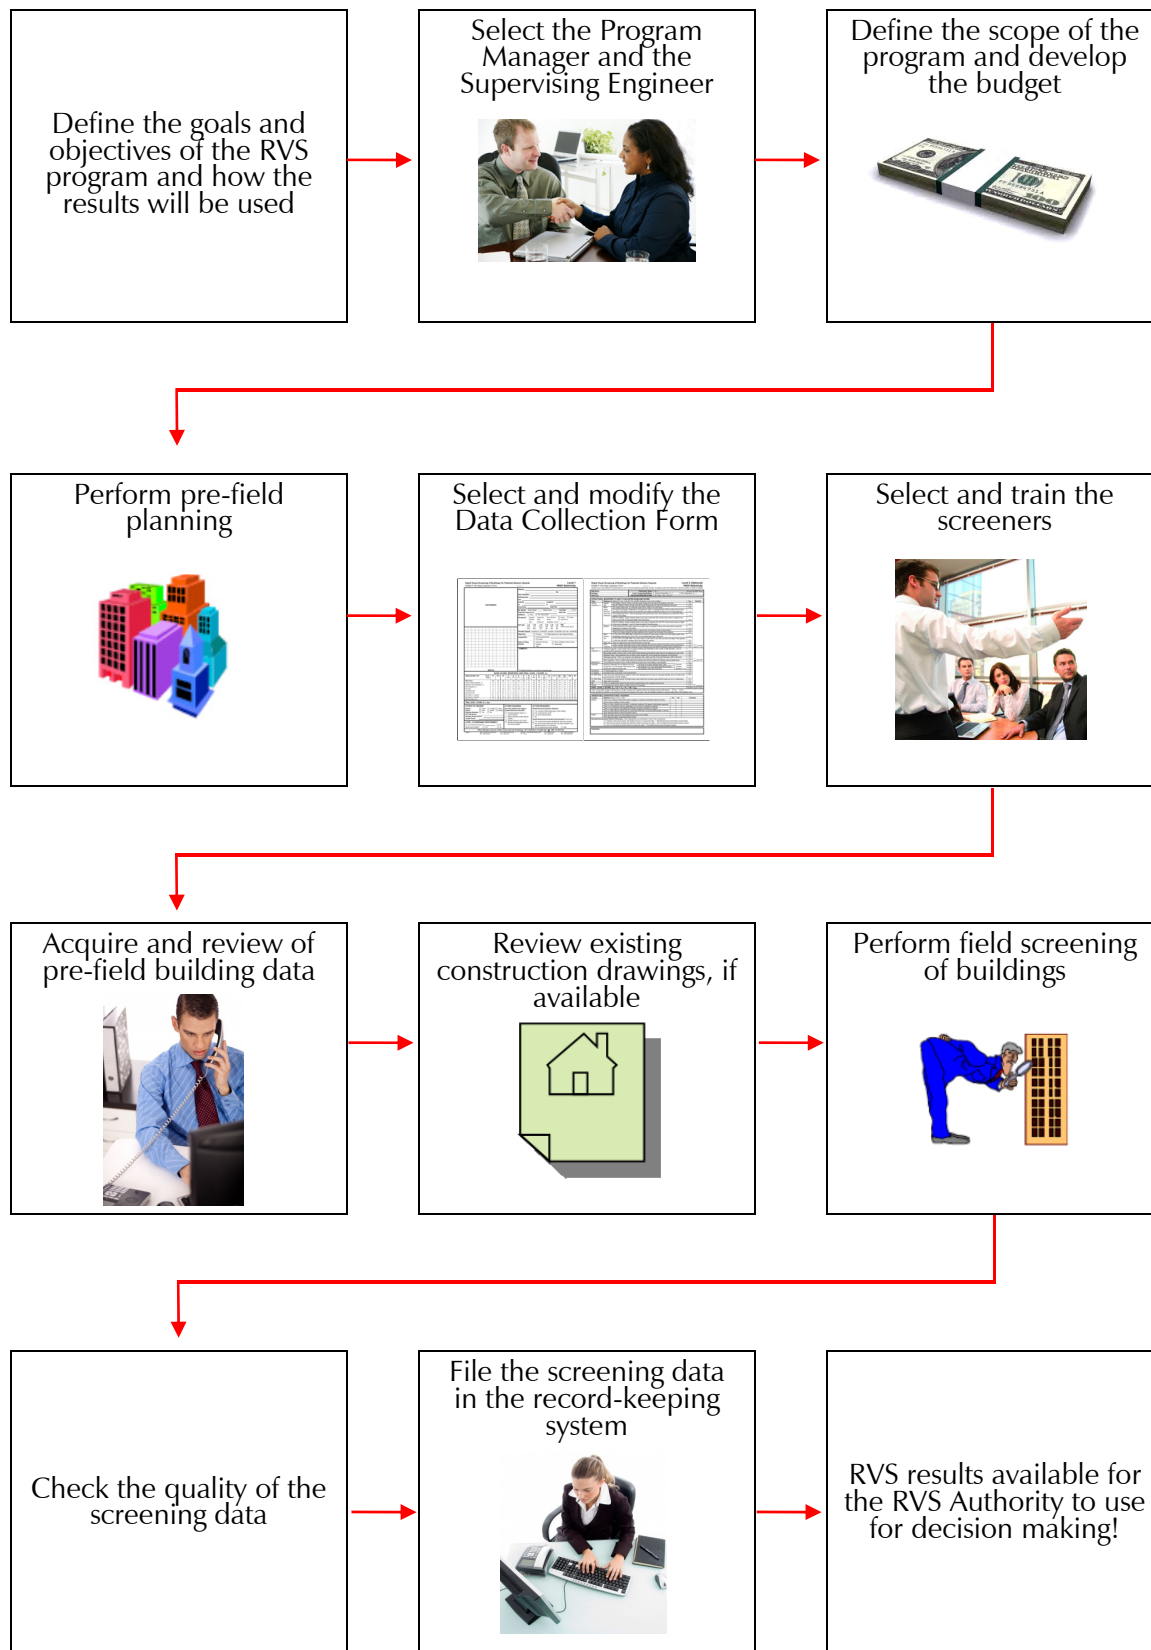 Define the goals and
objectives of the RVS
program and how the
results will be used
Select the Program
Manager and the
Supervising Engineer
Define the scope of the
program and develop
the budget
100
Perform pre-field
planning
Select and modify the
Data Collection Form
Select and train the
screeners
Acquire and review of
pre-field building data
Review existing
construction drawings, if
available
Perform field screening
of buildings
Check the quality of the
screening data
File the screening data
in the record-keeping
system
RVS results available for
the RVS Authority to use
for decision making!